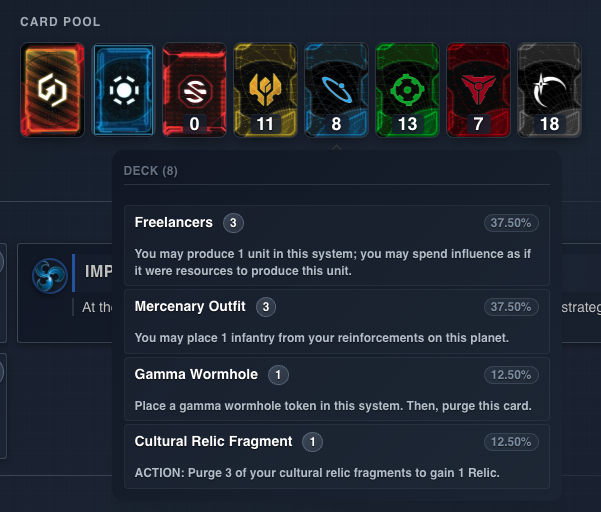 CARD POOL
0 11 8 13 7 18
DECK (8)
Freelancers 3 37.50%
You may produce 1 unit in this system; you may spend influence as if
it were resources to produce this unit.
IMP
At the
strateg
Mercenary Outfit 3 37.50%
You may place 1 infantry from your reinforcements on this planet.
Gamma Wormhole 1 12.50%
Place a gamma wormhole token in this system. Then, purge this card.
Cultural Relic Fragment 1 12.50%
ACTION: Purge 3 of your cultural relic fragments to gain 1 Relic.